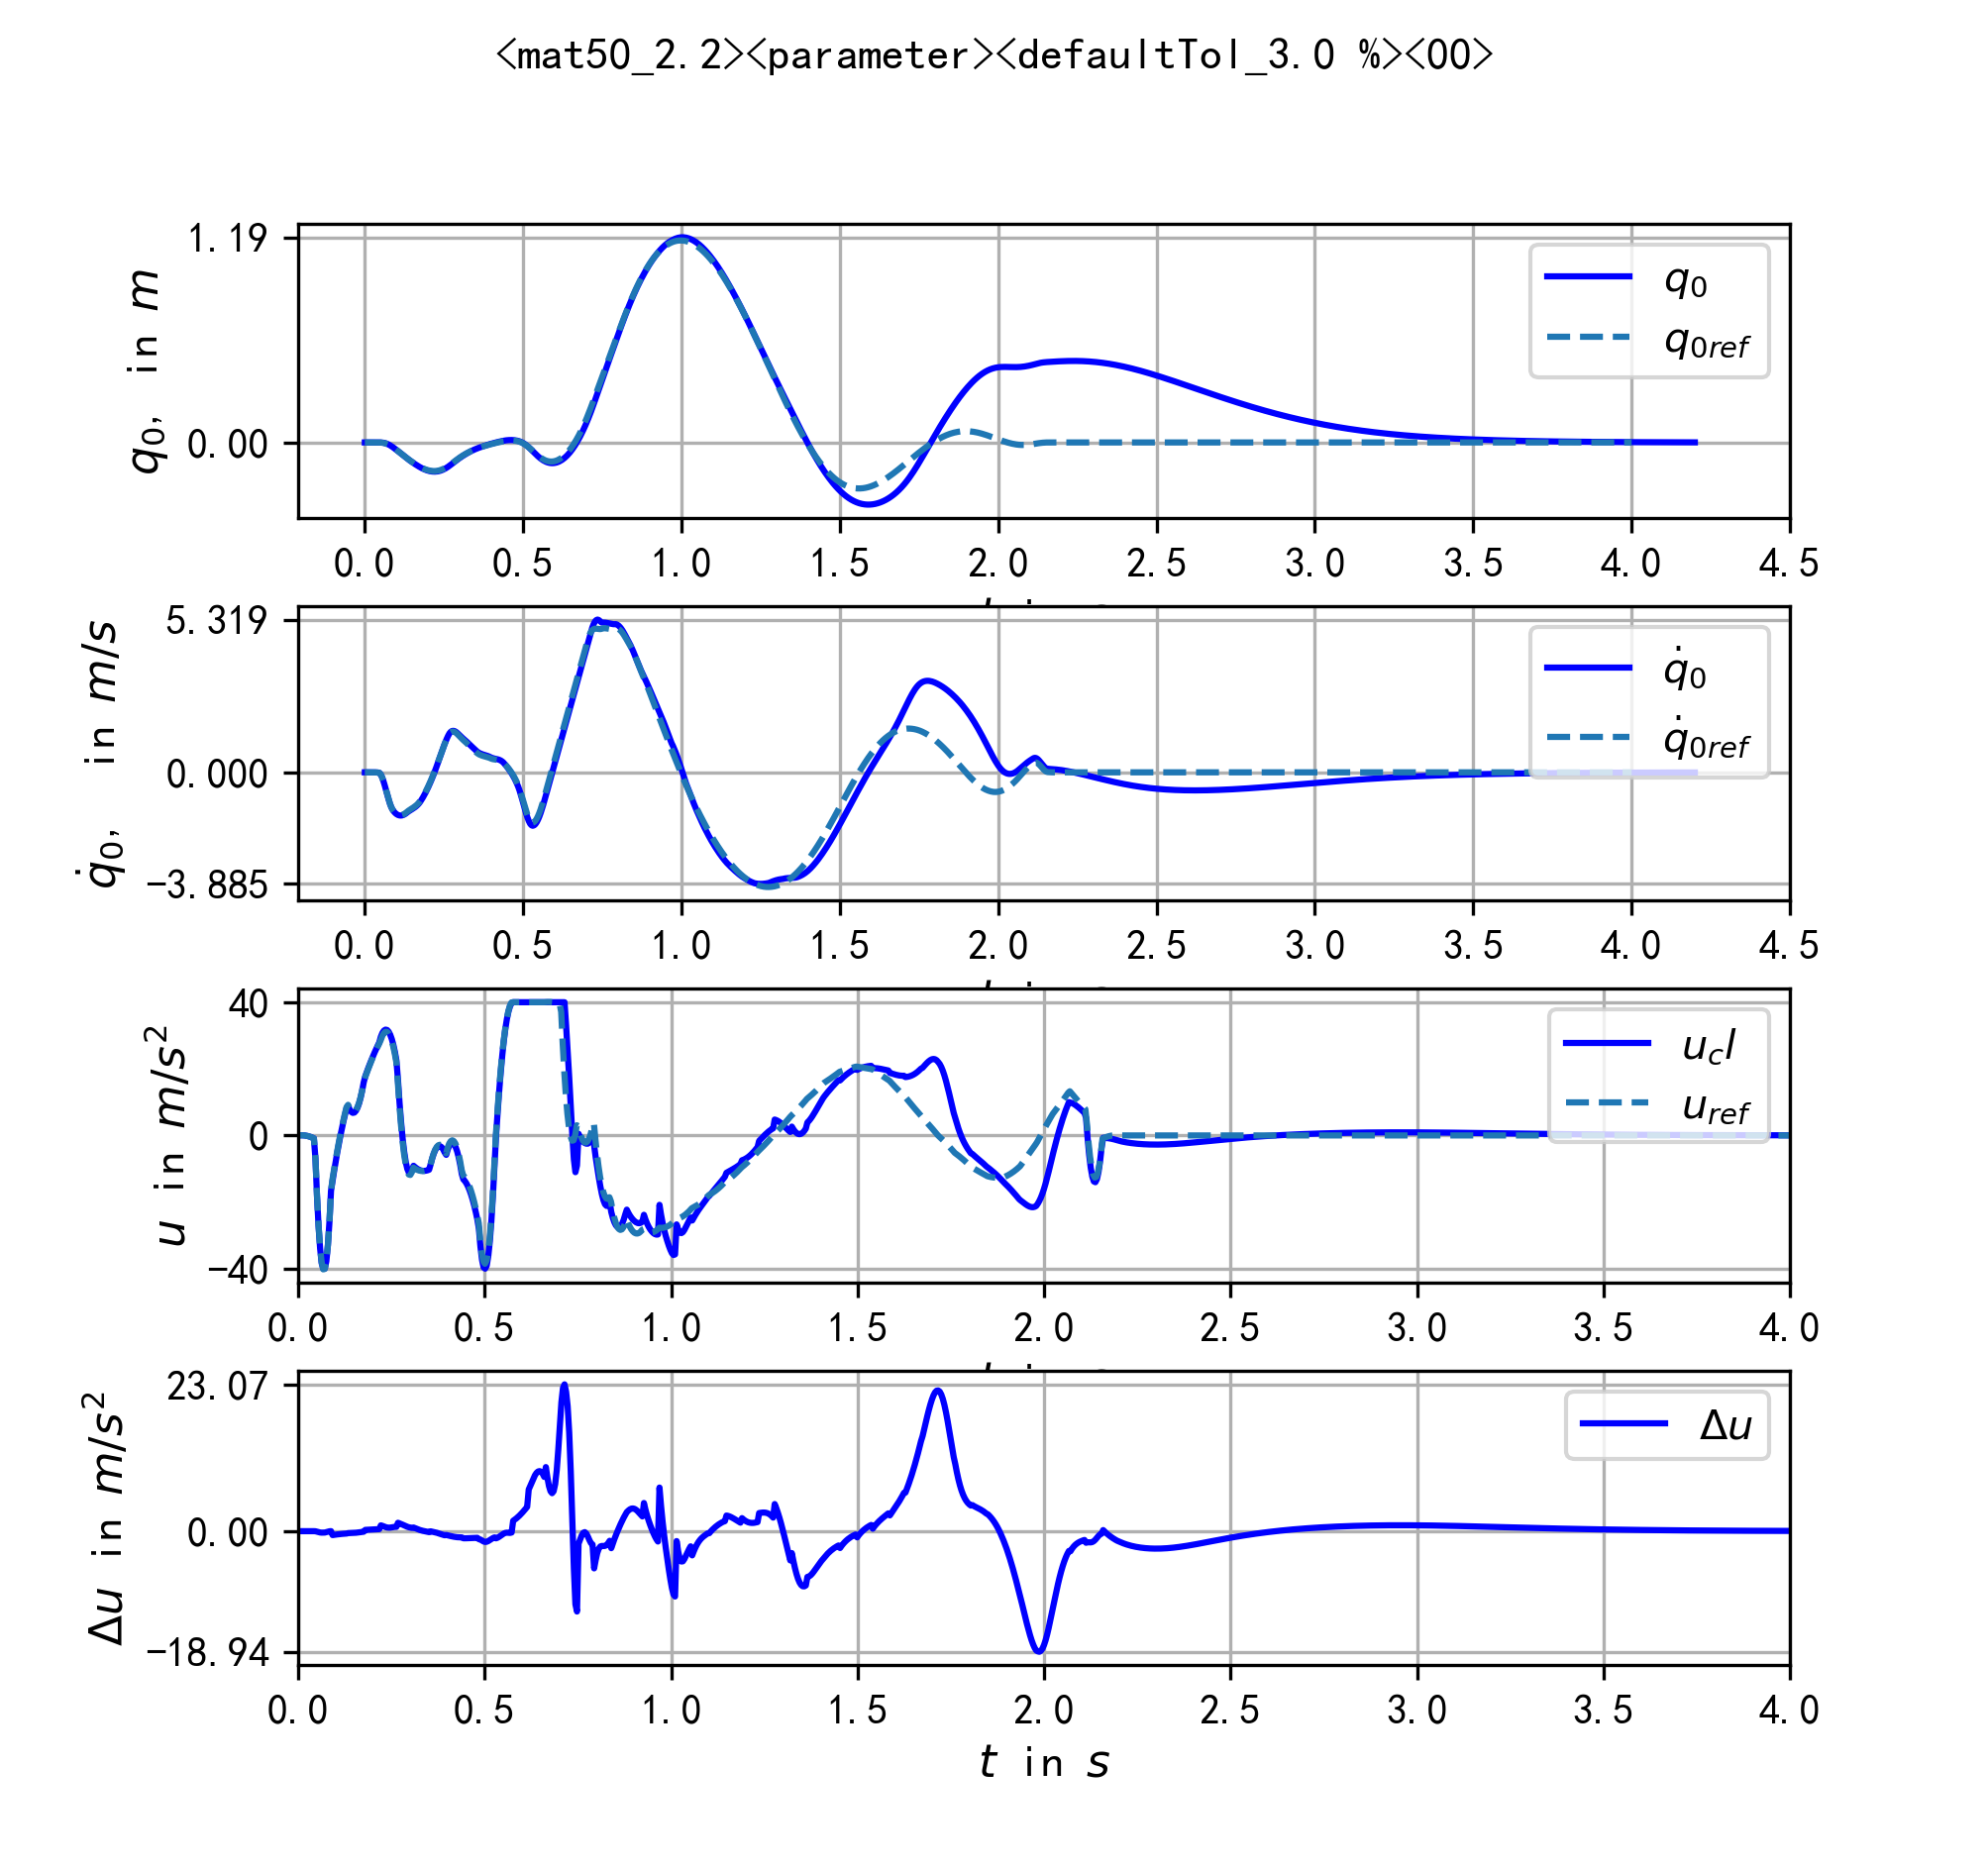 <mat50_2.2><parameter><defaultTol_3.0 %><00>
1.19
0.00
q0, in m
q0
q0ref
0.0 0.5 1.0 1.5 2.0 2.5 3.0 3.5 4.0 4.5
5.319
0.000
−3.885
q̇0, in m/s
q̇0
q̇0ref
0.0 0.5 1.0 1.5 2.0 2.5 3.0 3.5 4.0 4.5
40
0
−40
u in m/s²
ucl
uref
0.0 0.5 1.0 1.5 2.0 2.5 3.0 3.5 4.0
23.07
0.00
−18.94
Δu in m/s²
Δu
0.0 0.5 1.0 1.5 2.0 2.5 3.0 3.5 4.0
t in s